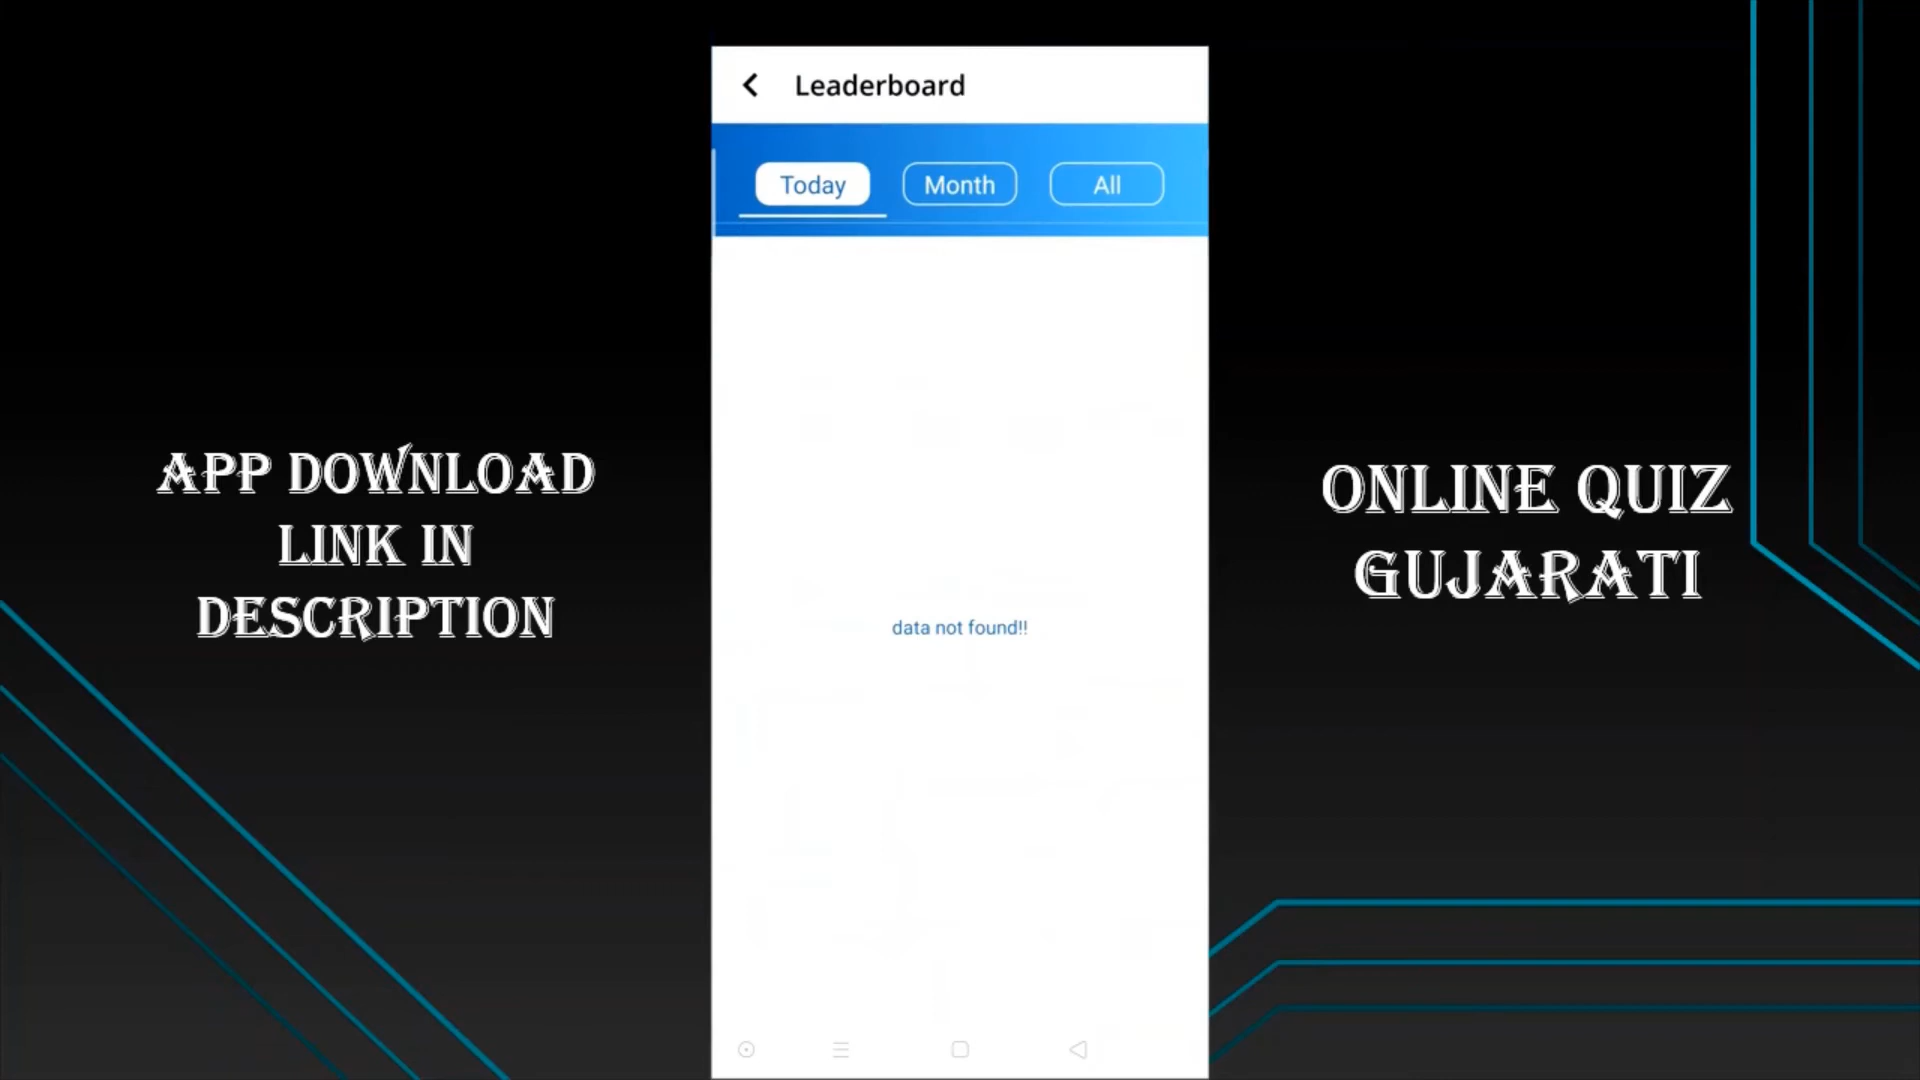 Leaderboard
Today Month All
APP DOWNLOAD
LINK IN
DESCRIPTION
ONLINE QUIZ
GUJARATI
data not found!!